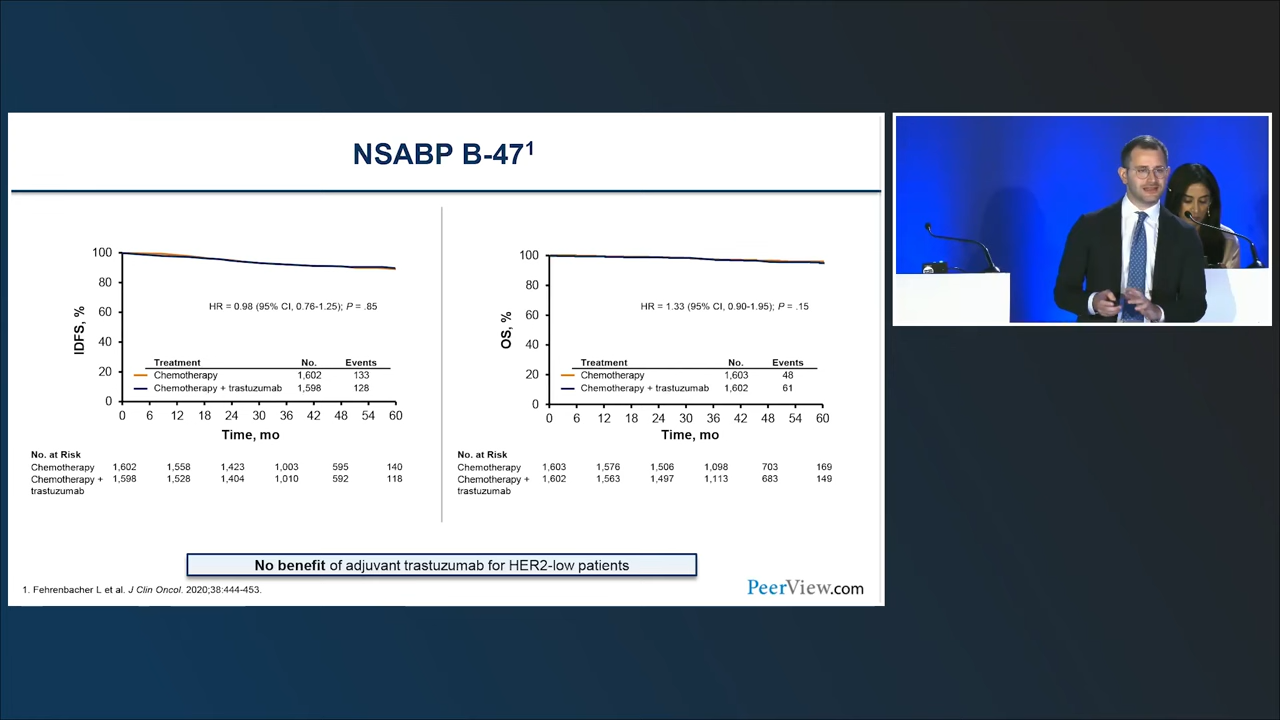 NSABP B-47¹
100
80
60
40
20
0
IDFS, %
HR = 0.98 (95% CI, 0.76-1.25); P = .85
Treatment No. Events
Chemotherapy 1,602 133
Chemotherapy + trastuzumab 1,598 128
0 6 12 18 24 30 36 42 48 54 60
Time, mo
No. at Risk
Chemotherapy 1,602 1,558 1,423 1,003 595 140
Chemotherapy + 1,598 1,528 1,404 1,010 592 118
trastuzumab
100
80
60
40
20
0
OS, %
HR = 1.33 (95% CI, 0.90-1.95); P = .15
Treatment No. Events
Chemotherapy 1,603 48
Chemotherapy + trastuzumab 1,602 61
0 6 12 18 24 30 36 42 48 54 60
Time, mo
No. at Risk
Chemotherapy 1,603 1,576 1,506 1,098 703 169
Chemotherapy + 1,602 1,563 1,497 1,113 683 149
trastuzumab
No benefit of adjuvant trastuzumab for HER2-low patients
1. Fehrenbacher L et al. J Clin Oncol. 2020;38:444-453.
PeerView.com